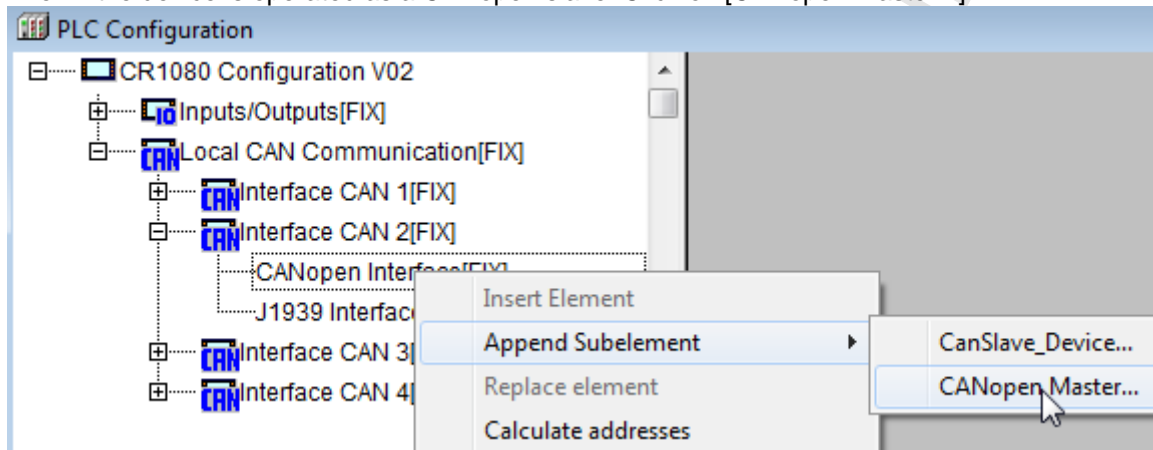 PLC Configuration
CR1080 Configuration V02
Inputs/Outputs[FIX]
Local CAN Communication[FIX]
Interface CAN 1[FIX]
Interface CAN 2[FIX]
CANopen Interface[FIX]
J1939 Interfac
Interface CAN 3[
Interface CAN 4[
Insert Element
Append Subelement
Replace element
Calculate addresses
CanSlave_Device...
CANopen Master...